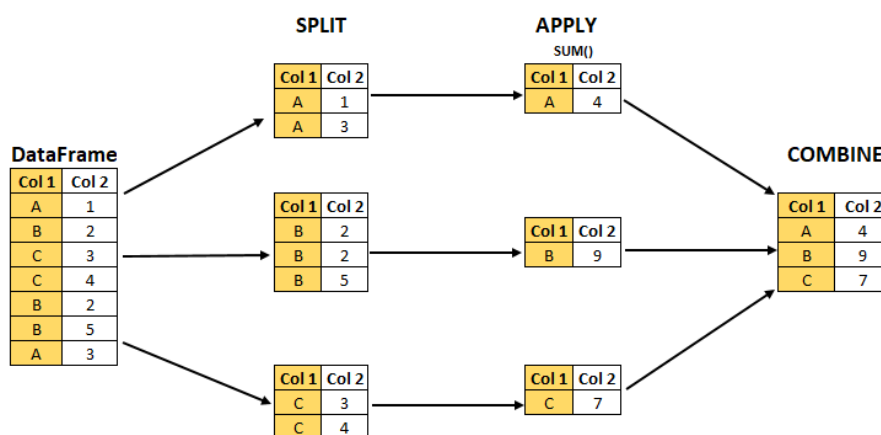 SPLIT
APPLY
SUM()
Col 1 Col 2
A 1
A 3
Col 1 Col 2
A 4
DataFrame
Col 1 Col 2
A 1
B 2
C 3
C 4
B 2
B 5
A 3
Col 1 Col 2
B 2
B 2
B 5
Col 1 Col 2
B 9
COMBINE
Col 1 Col 2
A 4
B 9
C 7
Col 1 Col 2
C 3
C 4
Col 1 Col 2
C 7